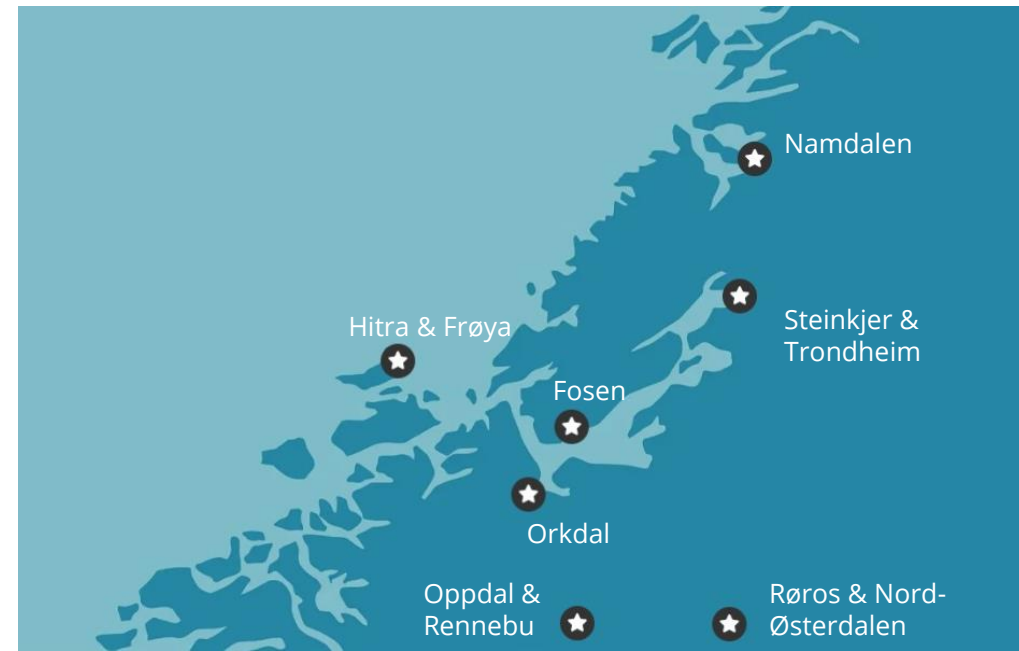 Namdalen
Hitra & Frøya
Steinkjer &
Trondheim
Fosen
Orkdal
Oppdal &
Rennebu
Røros & Nord-
Østerdalen